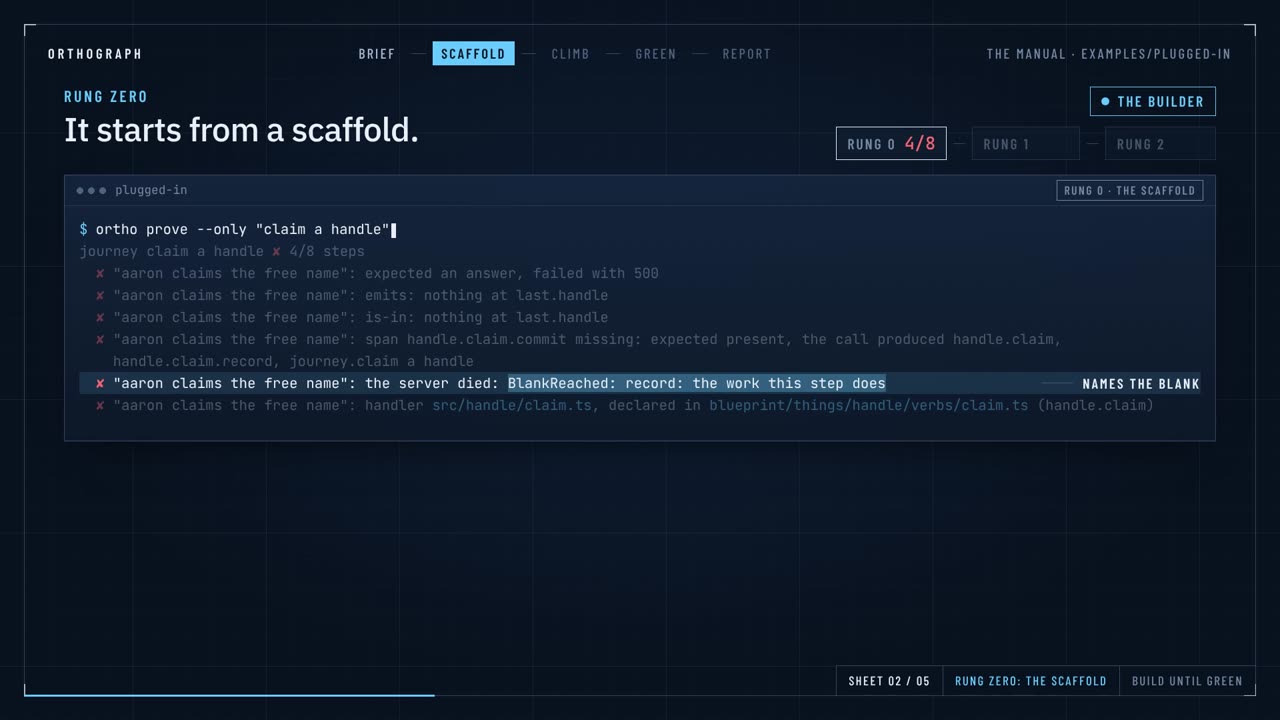 ORTHOGRAPH
BRIEF SCAFFOLD CLIMB GREEN REPORT
THE MANUAL · EXAMPLES/PLUGGED-IN
RUNG ZERO
It starts from a scaffold.
THE BUILDER
RUNG 0 4/8 RUNG 1 RUNG 2
plugged-in
RUNG 0 · THE SCAFFOLD
$ ortho prove --only "claim a handle"
journey claim a handle ✘ 4/8 steps
✘ "aaron claims the free name": expected an answer, failed with 500
✘ "aaron claims the free name": emits: nothing at last.handle
✘ "aaron claims the free name": is-in: nothing at last.handle
✘ "aaron claims the free name": span handle.claim.commit missing: expected present, the call produced handle.claim,
handle.claim.record, journey.claim a handle
✘ "aaron claims the free name": the server died: BlankReached: record: the work this step does NAMES THE BLANK
✘ "aaron claims the free name": handler src/handle/claim.ts, declared in blueprint/things/handle/verbs/claim.ts (handle.claim)
SHEET 02 / 05 RUNG ZERO: THE SCAFFOLD BUILD UNTIL GREEN